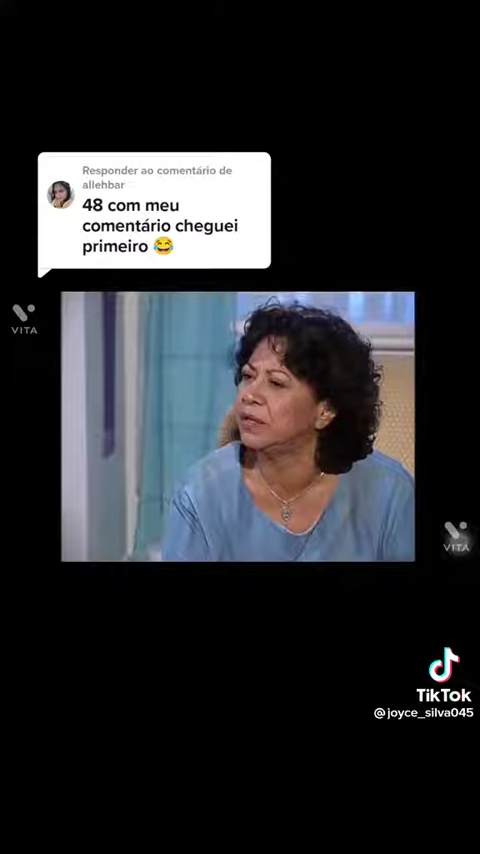 Responder ao comentário de
allehbar
48 com meu
comentário cheguei
primeiro 😂
VITA
VITA
TikTok
@joyce_silva045